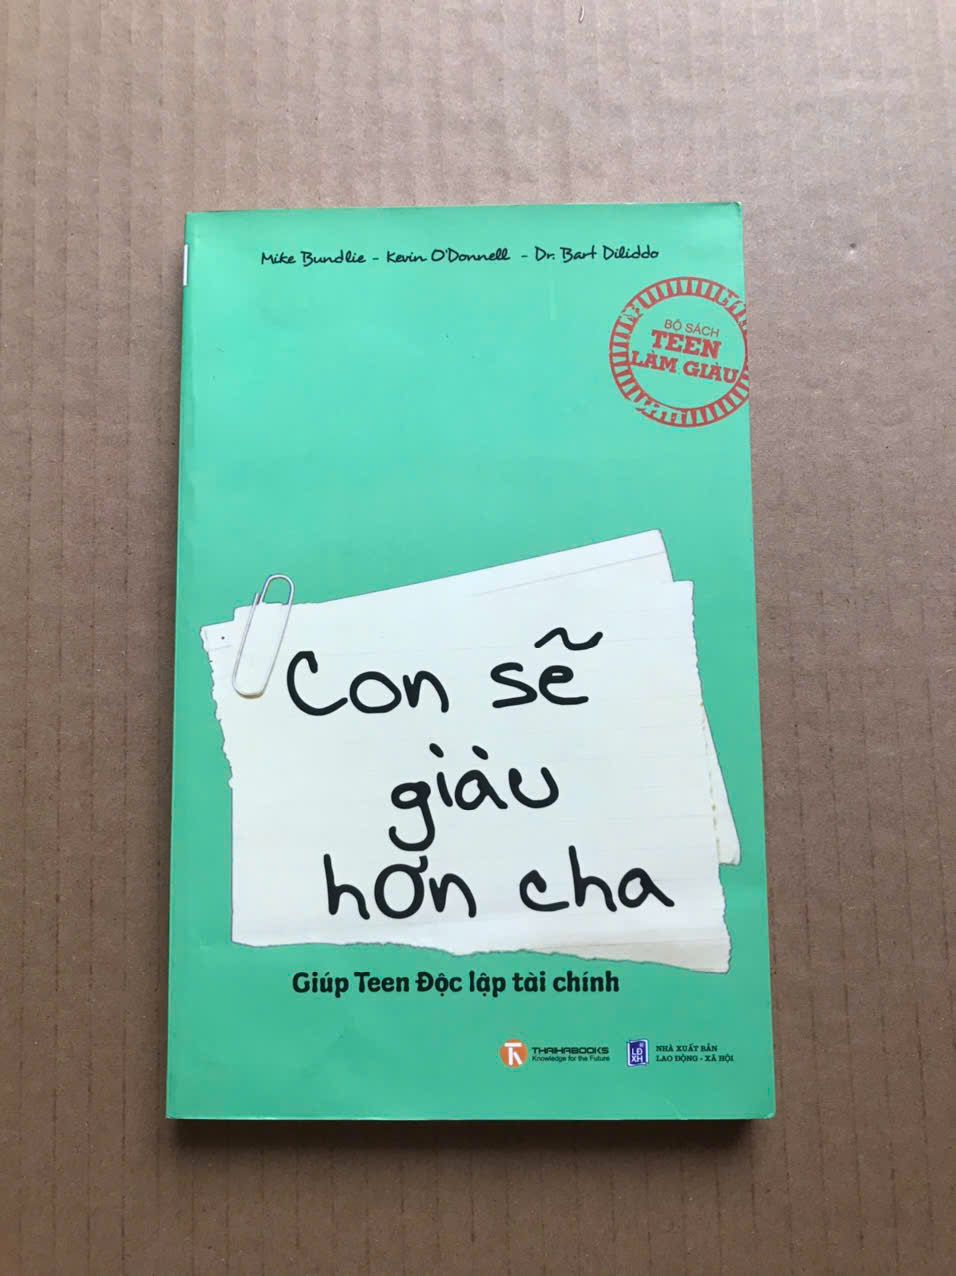 Mike Bundlie - Kevin O'Donnell - Dr. Bart Diliddo
BỘ SÁCH
TEEN
LÀM GIÀU
Con sẽ
giàu
hơn cha
Giúp Teen Độc lập tài chính
THAIHABOOKS
Knowledge for the Future
LĐ
XH
NHÀ XUẤT BẢN
LAO ĐỘNG - XÃ HỘI